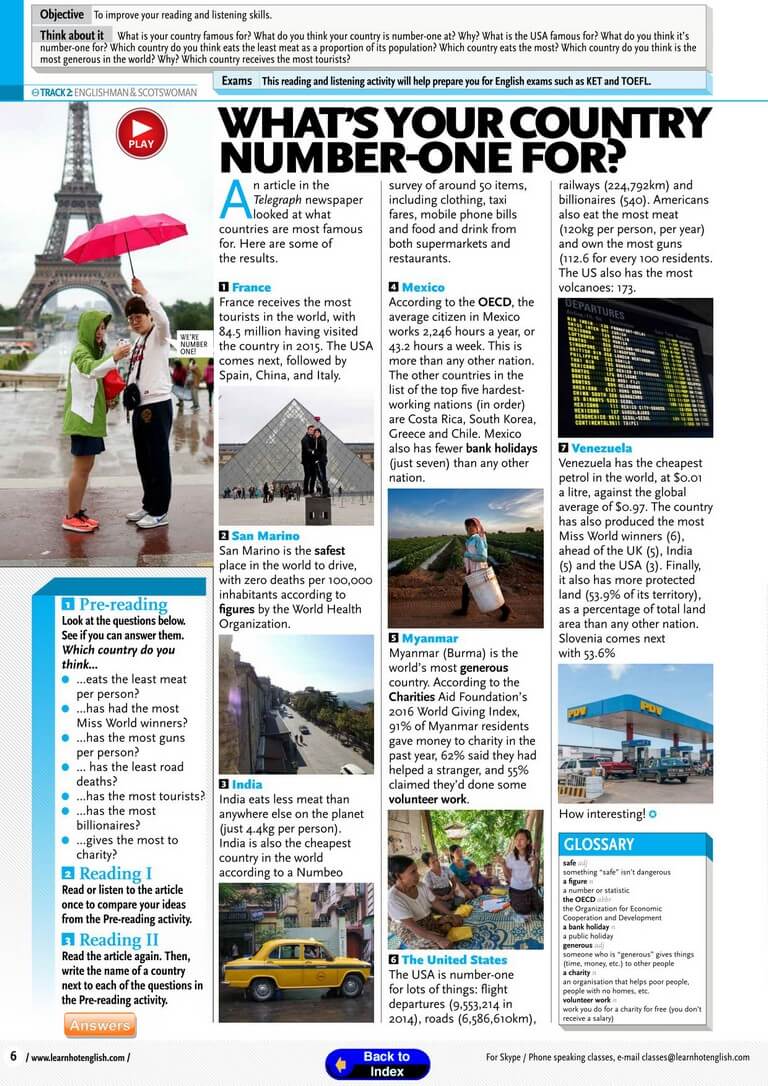 Objective To improve your reading and listening skills.
Think about it What is your country famous for? What do you think your country is number-one at? Why? What is the USA famous for? What do you think it's
number-one for? Which country do you think eats the least meat as a proportion of its population? Which country eats the most? Which country do you think is the
most generous in the world? Why? Which country receives the most tourists?
Exams This reading and listening activity will help prepare you for English exams such as KET and TOEFL.
TRACK 2: ENGLISHMAN & SCOTSWOMAN
PLAY
WE'RE
NUMBER
ONE!
WHAT'S YOUR COUNTRY
NUMBER-ONE FOR?
An article in the
Telegraph newspaper
looked at what
countries are most famous
for. Here are some of
the results.
1 France
France receives the most
tourists in the world, with
84.5 million having visited
the country in 2015. The USA
comes next, followed by
Spain, China, and Italy.
2 San Marino
San Marino is the safest
place in the world to drive,
with zero deaths per 100,000
inhabitants according to
figures by the World Health
Organization.
3 India
India eats less meat than
anywhere else on the planet
(just 4.4kg per person).
India is also the cheapest
country in the world
according to a Numbeo
survey of around 50 items,
including clothing, taxi
fares, mobile phone bills
and food and drink from
both supermarkets and
restaurants.
4 Mexico
According to the OECD, the
average citizen in Mexico
works 2,246 hours a year, or
43.2 hours a week. This is
more than any other nation.
The other countries in the
list of the top five hardest-
working nations (in order)
are Costa Rica, South Korea,
Greece and Chile. Mexico
also has fewer bank holidays
(just seven) than any other
nation.
5 Myanmar
Myanmar (Burma) is the
world's most generous
country. According to the
Charities Aid Foundation's
2016 World Giving Index,
91% of Myanmar residents
gave money to charity in the
past year, 62% said they had
helped a stranger, and 55%
claimed they'd done some
volunteer work.
6 The United States
The USA is number-one
for lots of things: flight
departures (9,553,214 in
2014), roads (6,586,610km),
railways (224,792km) and
billionaires (540). Americans
also eat the most meat
(120kg per person, per year)
and own the most guns
(112.6 for every 100 residents.
The US also has the most
volcanoes: 173.
DEPARTURES
7 Venezuela
Venezuela has the cheapest
petrol in the world, at $0.01
a litre, against the global
average of $0.97. The country
has also produced the most
Miss World winners (6),
ahead of the UK (5), India
(5) and the USA (3). Finally,
it also has more protected
land (53.9% of its territory),
as a percentage of total land
area than any other nation.
Slovenia comes next
with 53.6%
PDV
PDV
How interesting!
1 Pre-reading
Look at the questions below.
See if you can answer them.
Which country do you
think...
...eats the least meat
per person?
...has had the most
Miss World winners?
...has the most guns
per person?
... has the least road
deaths?
...has the most tourists?
...has the most
billionaires?
...gives the most to
charity?
2 Reading I
Read or listen to the article
once to compare your ideas
from the Pre-reading activity.
3 Reading II
Read the article again. Then,
write the name of a country
next to each of the questions in
the Pre-reading activity.
Answers
GLOSSARY
safe adj
something "safe" isn't dangerous
a figure n
a number or statistic
the OECD abbr
the Organization for Economic
Cooperation and Development
a bank holiday n
a public holiday
generous adj
someone who is "generous" gives things
(time, money, etc.) to other people
a charity n
an organisation that helps poor people,
people with no homes, etc.
volunteer work n
work you do for a charity for free (you don't
receive a salary)
6 / www.learnhotenglish.com /
Back to
Index
For Skype / Phone speaking classes, e-mail classes@learnhotenglish.com